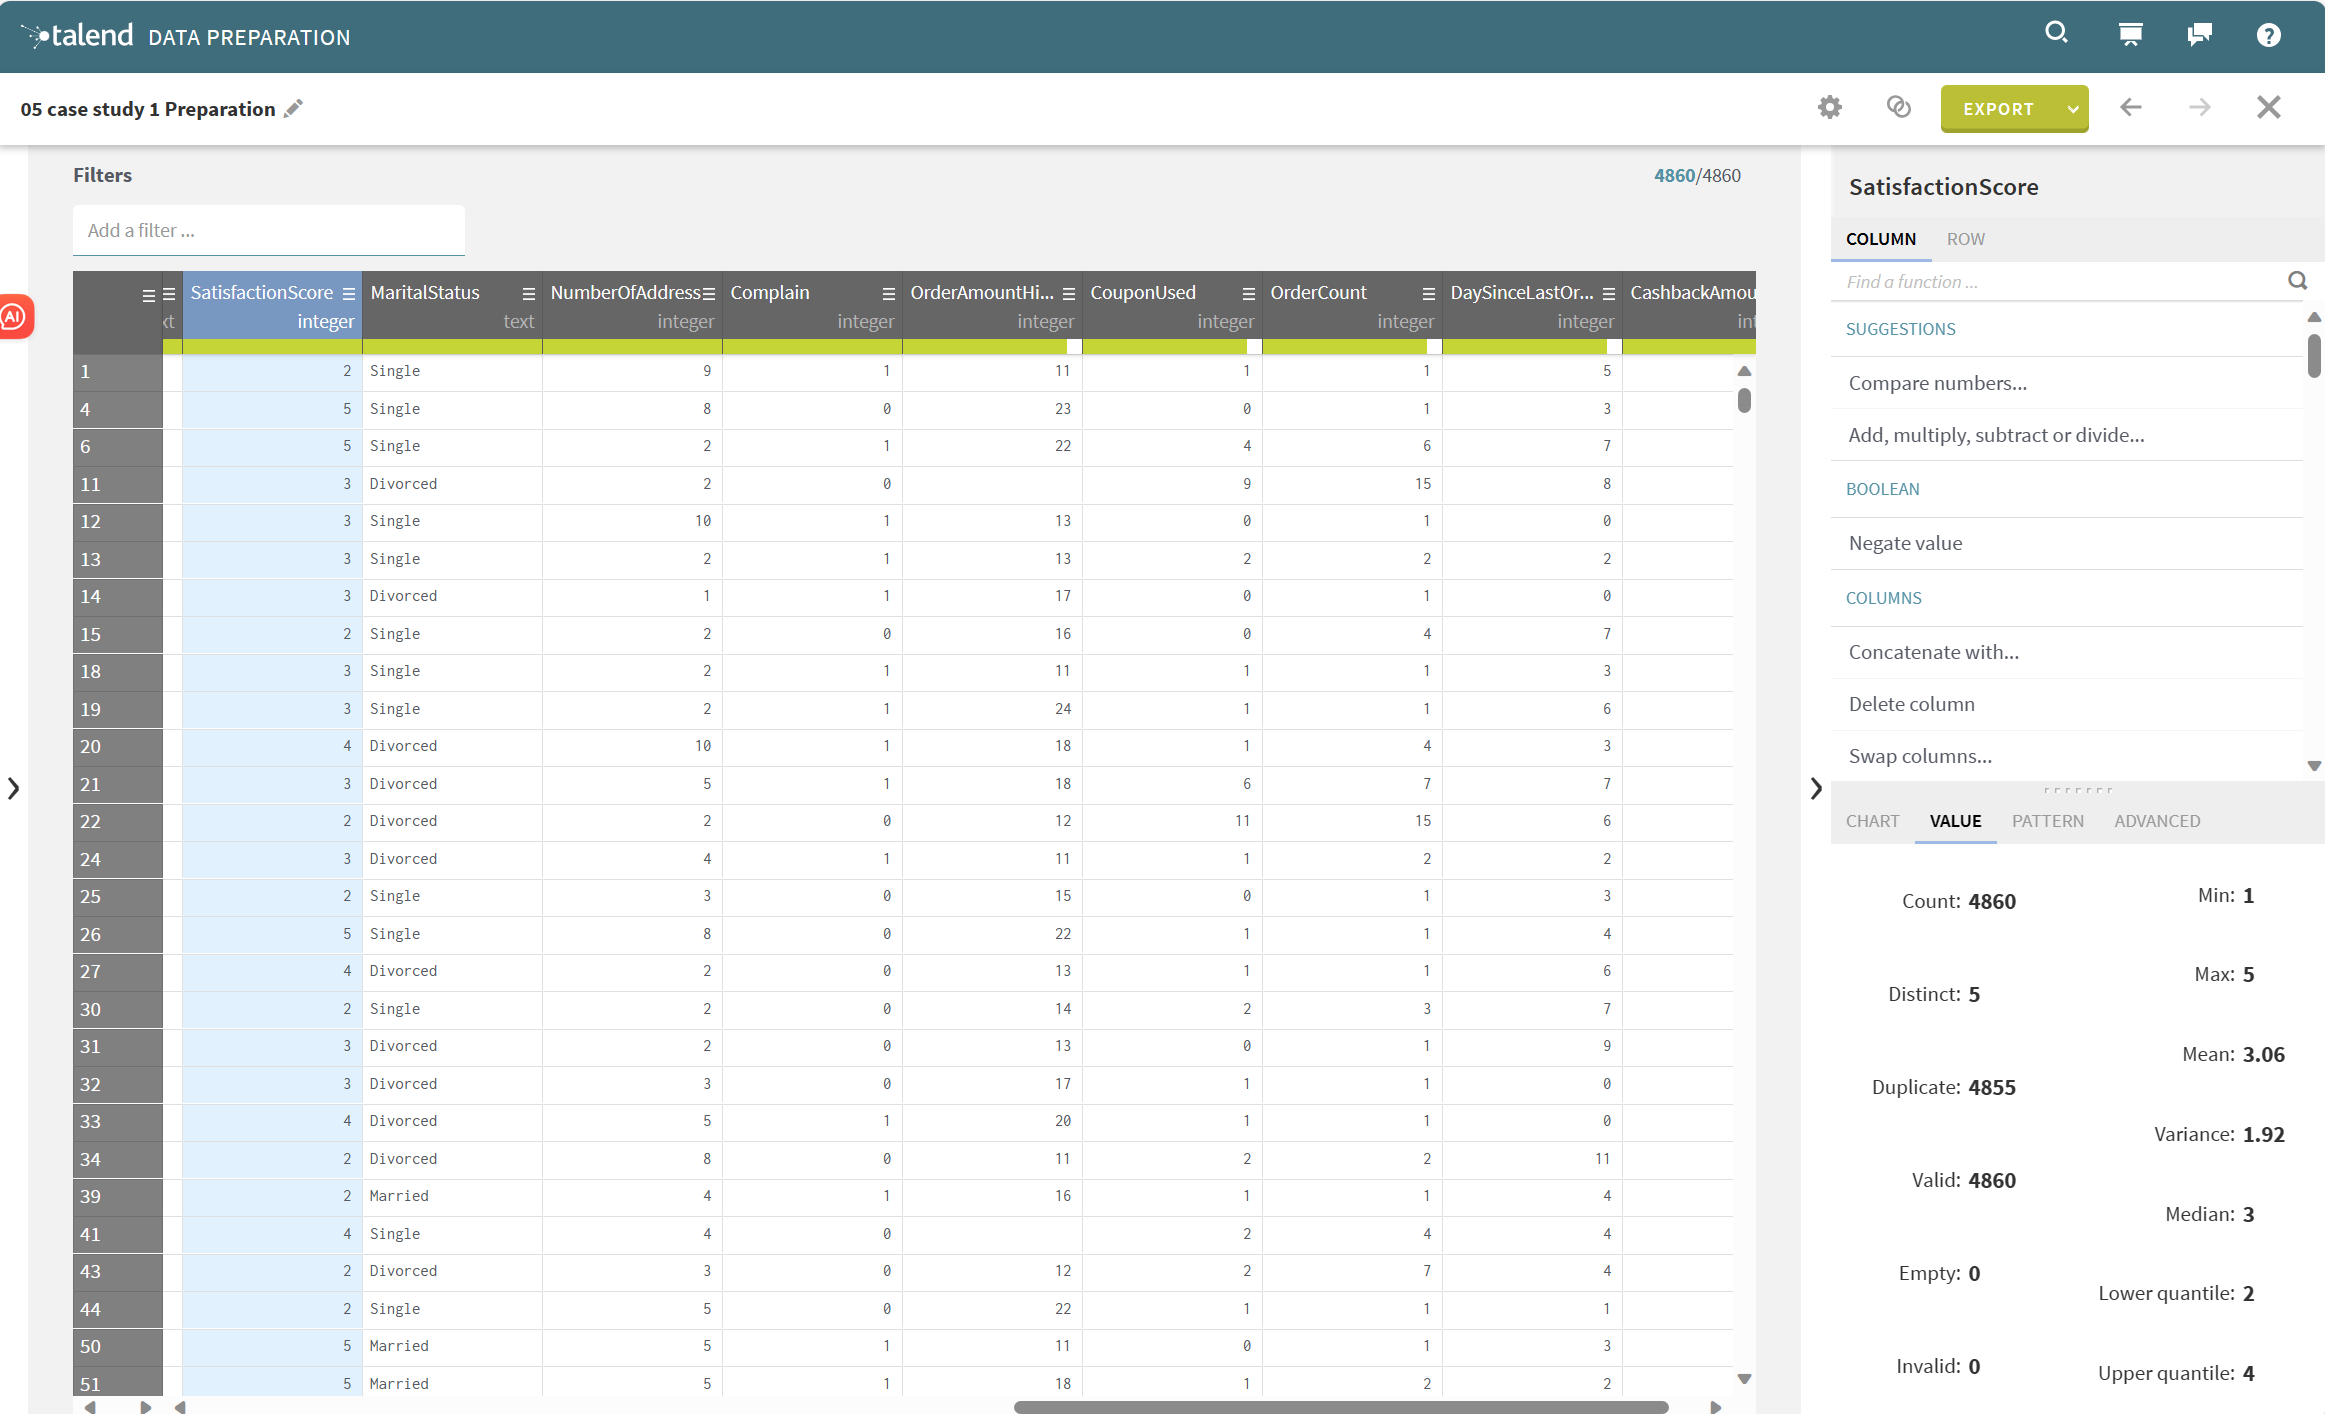 talend DATA PREPARATION
05 case study 1 Preparation
EXPORT
Filters
4860/4860
Add a filter ...
AI
xt SatisfactionScore MaritalStatus NumberOfAddress Complain OrderAmountHi... CouponUsed OrderCount DaySinceLastOr... CashbackAmou
integer text integer integer integer integer integer integer int
1 2 Single 9 1 11 1 1 5
4 5 Single 8 0 23 0 1 3
6 5 Single 2 1 22 4 6 7
11 3 Divorced 2 0 9 15 8
12 3 Single 10 1 13 0 1 0
13 3 Single 2 1 13 2 2 2
14 3 Divorced 1 1 17 0 1 0
15 2 Single 2 0 16 0 4 7
18 3 Single 2 1 11 1 1 3
19 3 Single 2 1 24 1 1 6
20 4 Divorced 10 1 18 1 4 3
21 3 Divorced 5 1 18 6 7 7
22 2 Divorced 2 0 12 11 15 6
24 3 Divorced 4 1 11 1 2 2
25 2 Single 3 0 15 0 1 3
26 5 Single 8 0 22 1 1 4
27 4 Divorced 2 0 13 1 1 6
30 2 Single 2 0 14 2 3 7
31 3 Divorced 2 0 13 0 1 9
32 3 Divorced 3 0 17 1 1 0
33 4 Divorced 5 1 20 1 1 0
34 2 Divorced 8 0 11 2 2 11
39 2 Married 4 1 16 1 1 4
41 4 Single 4 0 2 4 4
43 2 Divorced 3 0 12 2 7 4
44 2 Single 5 0 22 1 1 1
50 5 Married 5 1 11 0 1 3
51 5 Married 5 1 18 1 2 2
SatisfactionScore
COLUMN ROW
Find a function ...
SUGGESTIONS
Compare numbers...
Add, multiply, subtract or divide...
BOOLEAN
Negate value
COLUMNS
Concatenate with...
Delete column
Swap columns...
CHART VALUE PATTERN ADVANCED
Count: 4860
Distinct: 5
Duplicate: 4855
Valid: 4860
Empty: 0
Invalid: 0
Min: 1
Max: 5
Mean: 3.06
Variance: 1.92
Median: 3
Lower quantile: 2
Upper quantile: 4